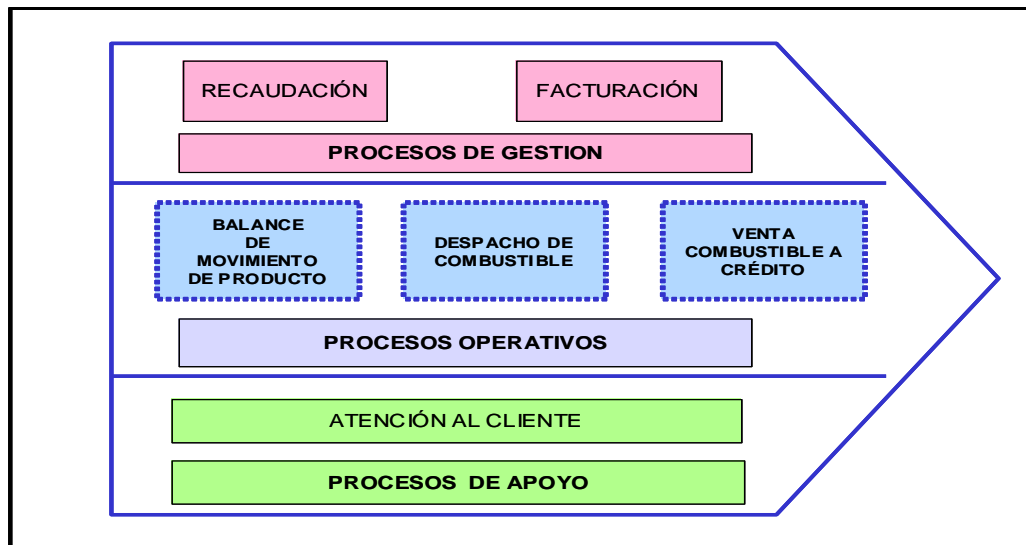 RECAUDACIÓN
FACTURACIÓN
PROCESOS DE GESTION
BALANCE
DE
MOVIMIENTO
DE PRODUCTO
DESPACHO DE
COMBUSTIBLE
VENTA
COMBUSTIBLE A
CRÉDITO
PROCESOS OPERATIVOS
ATENCIÓN AL CLIENTE
PROCESOS DE APOYO